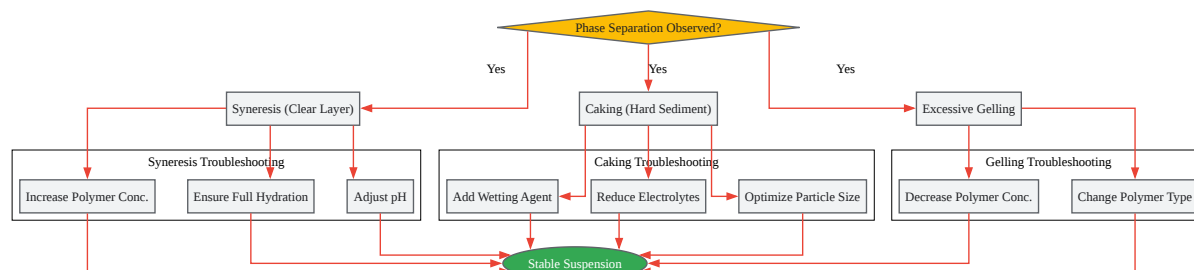 Phase Separation Observed?
Yes
Yes
Yes
Syneresis (Clear Layer)
Caking (Hard Sediment)
Excessive Gelling
Syneresis Troubleshooting
Caking Troubleshooting
Gelling Troubleshooting
Increase Polymer Conc.
Ensure Full Hydration
Adjust pH
Add Wetting Agent
Reduce Electrolytes
Optimize Particle Size
Decrease Polymer Conc.
Change Polymer Type
Stable Suspension